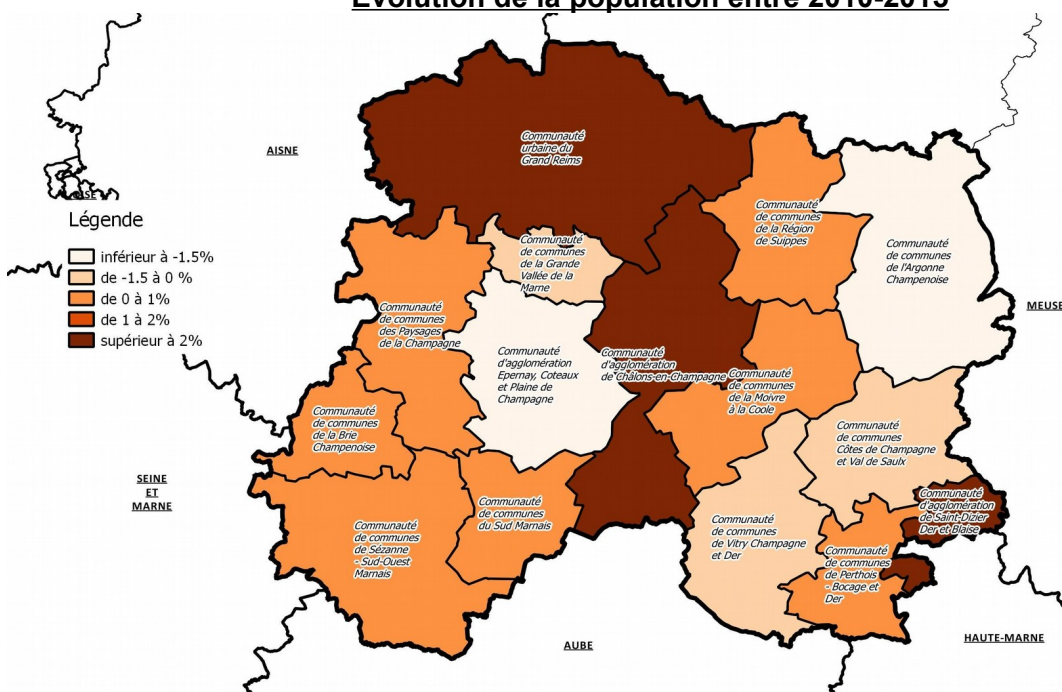 Evolution de la population entre 2010-2015
AISNE
OISE
Légende
inférieur à -1.5%
de -1.5 à 0 %
de 0 à 1%
de 1 à 2%
supérieur à 2%
Communauté
urbaine du
Grand Reims
Communauté
de communes
de la Région
de Suippes
Communauté
de communes
de la Grande
Vallée de la
Marne
Communauté
de communes
de l'Argonne
Champenoise
MEUSE
Communauté
de communes
des Paysages
de la Champagne
Communauté
d'agglomération
Epernay, Coteaux
et Plaine de
Champagne
Communauté
d'agglomération
de Châlons-en-Champagne
Communauté
de communes
de la Moivre
à la Coole
Communauté
de communes
de la Brie
Champenoise
Communauté
de communes
Côtes de Champagne
et Val de Saulx
SEINE
ET
MARNE
Communauté
de communes
du Sud Marnais
Communauté
d'agglomération
de Saint-Dizier
Der et Blaise
Communauté
de communes
de Sézanne
- Sud-Ouest
Marnais
Communauté
de communes
de Vitry Champagne
et Der
Communauté
de communes
de Perthois
- Bocage et
Der
AUBE
HAUTE-MARNE